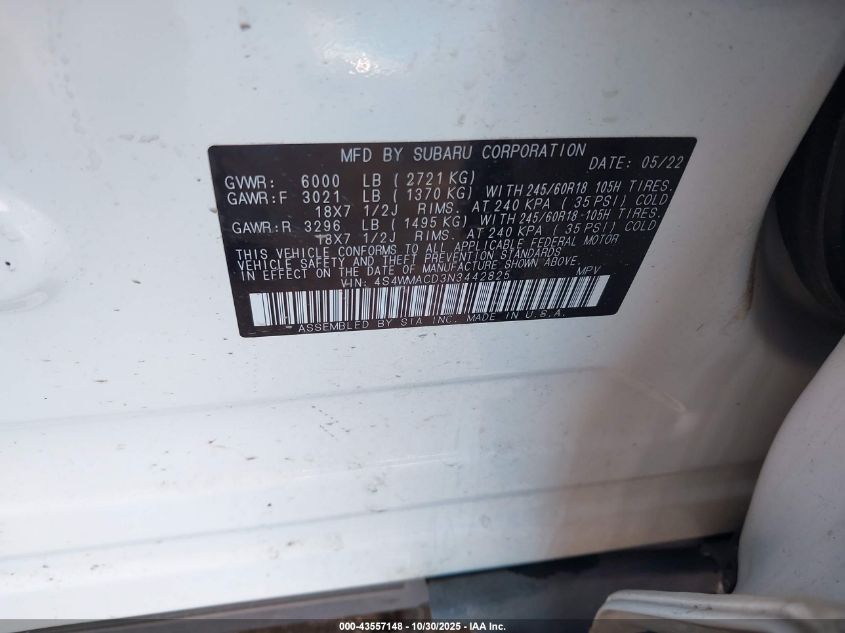 MFD BY SUBARU CORPORATION DATE: 05/22
GVWR: 6000 LB ( 2721 KG)
GAWR:F 3021 LB ( 1370 KG) WITH 245/60R18 105H TIRES.
18X7 1/2J RIMS. AT 240 KPA ( 35 PSI) COLD
GAWR:R 3296 LB ( 1495 KG) WITH 245/60R18 105H TIRES.
18X7 1/2J RIMS. AT 240 KPA ( 35 PSI) COLD
THIS VEHICLE CONFORMS TO ALL APPLICABLE FEDERAL MOTOR
VEHICLE SAFETY AND THEFT PREVENTION STANDARDS
IN EFFECT ON THE DATE OF MANUFACTURE SHOWN ABOVE.
VIN: 4S4WMACD3N3442825 MPV
ASSEMBLED BY SIA INC. MADE IN U.S.A.
000-43557148 - 10/30/2025 - IAA Inc.